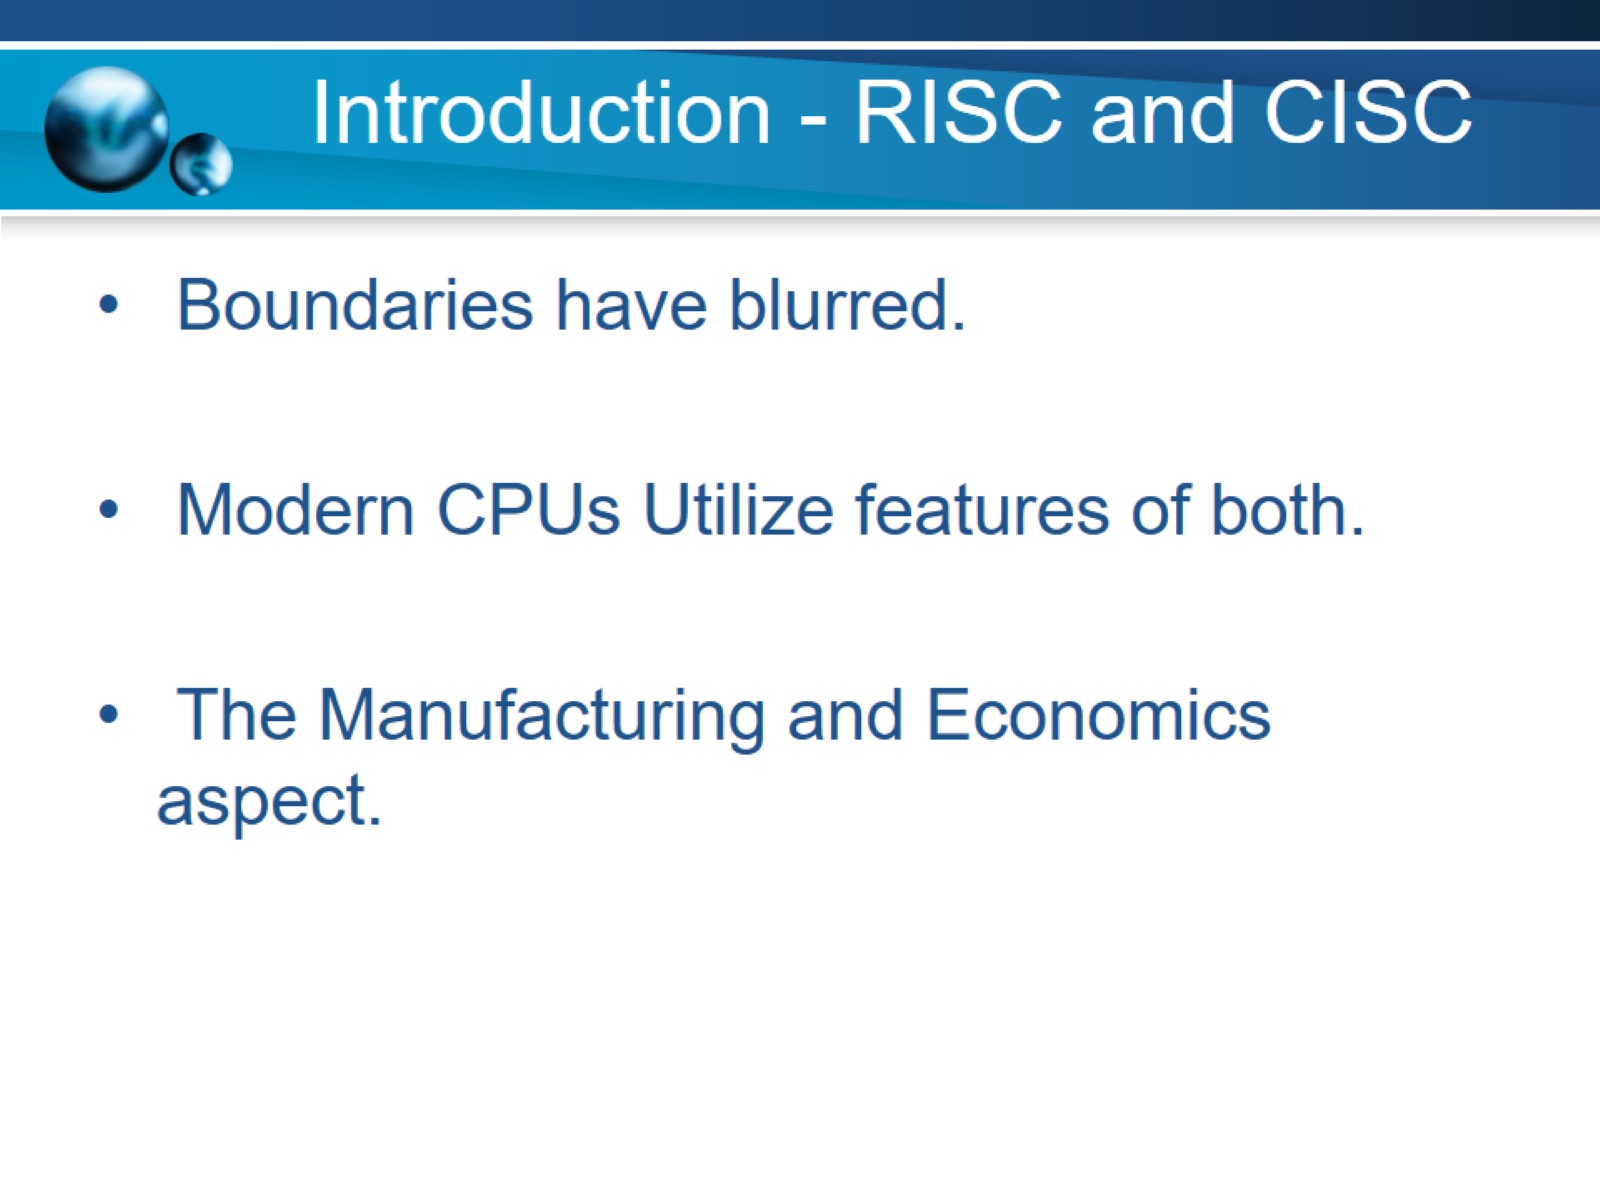 Introduction - RISC and CISC
• Boundaries have blurred.
• Modern CPUs Utilize features of both.
• The Manufacturing and Economics
aspect.